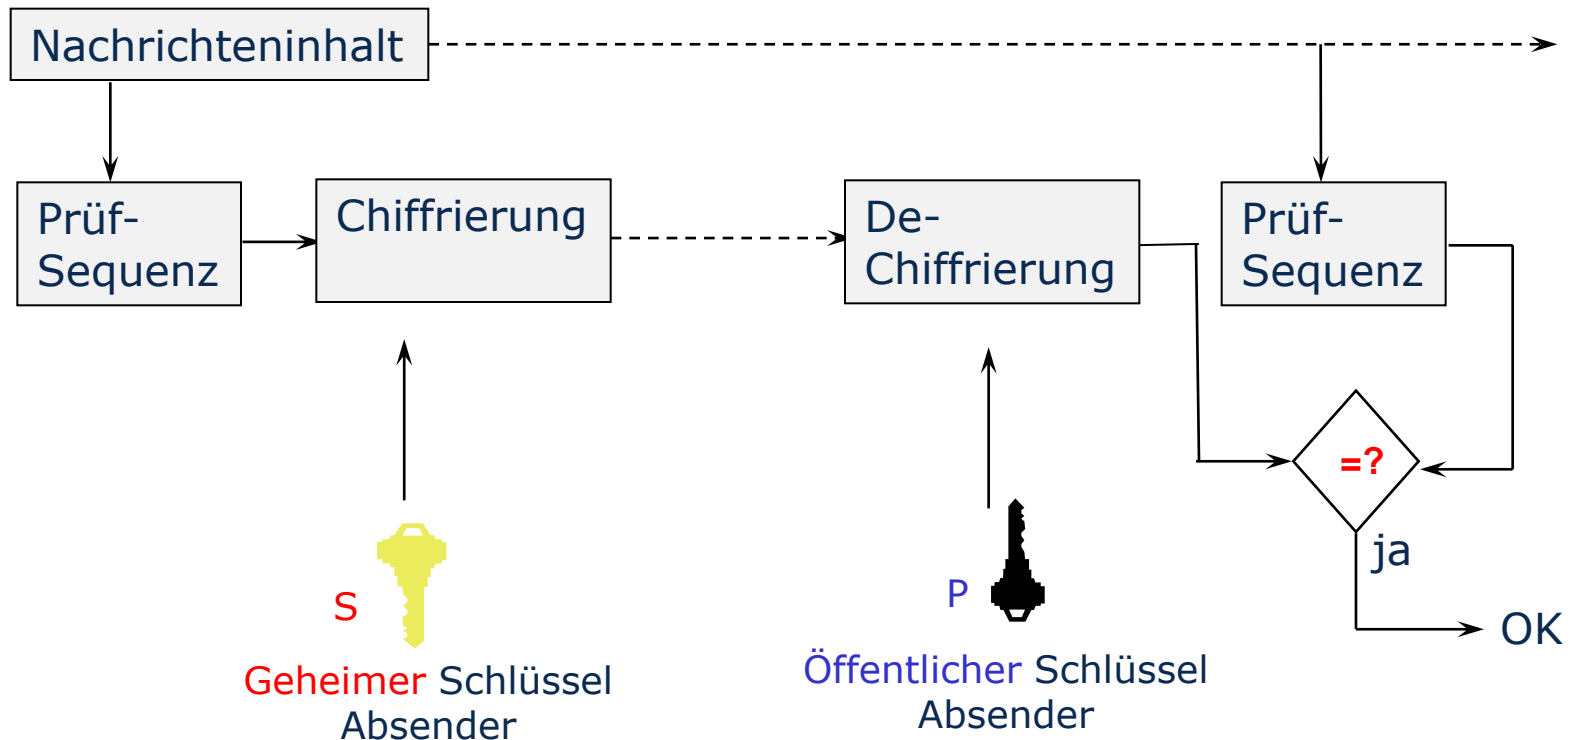 Nachrichteninhalt
Prüf-
Sequenz
Chiffrierung
De-
Chiffrierung
Prüf-
Sequenz
=?
ja
OK
S
Geheimer Schlüssel
Absender
P
Öffentlicher Schlüssel
Absender